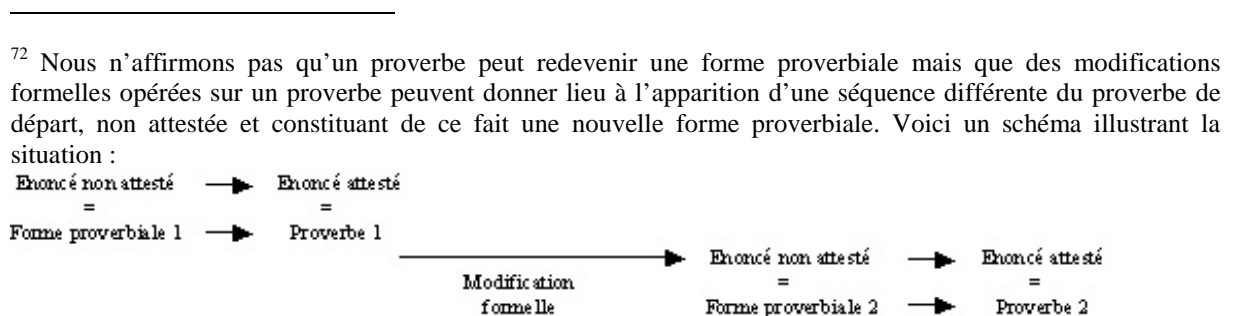 72 Nous n’affirmons pas qu’un proverbe peut redevenir une forme proverbiale mais que des modifications
formelles opérées sur un proverbe peuvent donner lieu à l’apparition d’une séquence différente du proverbe de
départ, non attestée et constituant de ce fait une nouvelle forme proverbiale. Voici un schéma illustrant la
situation :
Enoncé non attesté → Enoncé attesté
= =
Forme proverbiale 1 → Proverbe 1
→ Enoncé non attesté → Enoncé attesté
Modification = =
formelle Forme proverbiale 2 → Proverbe 2